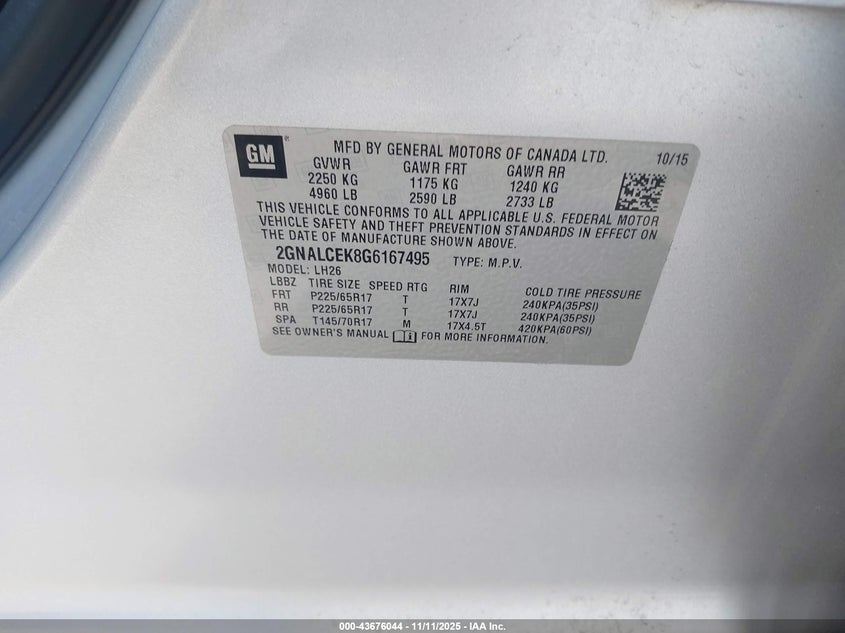 GM
MFD BY GENERAL MOTORS OF CANADA LTD. 10/15
GVWR GAWR FRT GAWR RR
2250 KG 1175 KG 1240 KG
4960 LB 2590 LB 2733 LB
THIS VEHICLE CONFORMS TO ALL APPLICABLE U.S. FEDERAL MOTOR
VEHICLE SAFETY AND THEFT PREVENTION STANDARDS IN EFFECT ON
THE DATE OF MANUFACTURE SHOWN ABOVE.
2GNALCEK8G6167495 TYPE: M.P.V.
MODEL: LH26
LBBZ TIRE SIZE SPEED RTG RIM COLD TIRE PRESSURE
FRT P225/65R17 T 17X7J 240KPA(35PSI)
RR P225/65R17 T 17X7J 240KPA(35PSI)
SPA T145/70R17 M 17X4.5T 420KPA(60PSI)
SEE OWNER'S MANUAL FOR MORE INFORMATION.
000-43676044 - 11/11/2025 - IAA Inc.